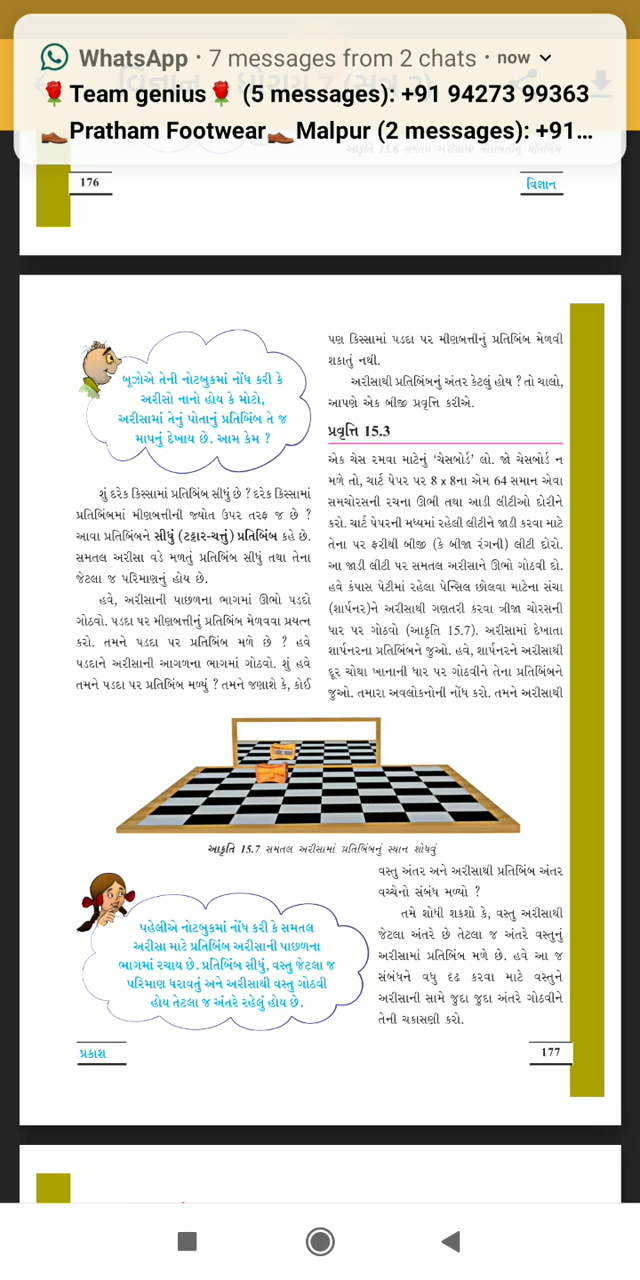 WhatsApp · 7 messages from 2 chats · now
🌹Team genius🌹 (5 messages): +91 94273 99363
👞Pratham Footwear👞Malpur (2 messages): +91...
આકૃતિ 15.6 સમતલ અરીસામાં મીણબત્તીનું પ્રતિબિંબ
176
વિજ્ઞાન
બૂઝોએ તેની નોટબુકમાં નોંધ કરી કે
અરીસો નાનો હોય કે મોટો,
અરીસામાં તેનું પોતાનું પ્રતિબિંબ તે જ
માપનું દેખાય છે. આમ કેમ ?
શું દરેક કિસ્સામાં પ્રતિબિંબ સીધું છે ? દરેક કિસ્સામાં
પ્રતિબિંબમાં મીણબત્તીની જ્યોત ઉપર તરફ જ છે ?
આવા પ્રતિબિંબને સીધું (ટટ્ટાર-ચત્તું) પ્રતિબિંબ કહે છે.
સમતલ અરીસા વડે મળતું પ્રતિબિંબ સીધું તથા તેના
જેટલા જ પરિમાણનું હોય છે.
હવે, અરીસાની પાછળના ભાગમાં ઊભો પડદો
ગોઠવો. પડદા પર મીણબત્તીનું પ્રતિબિંબ મેળવવા પ્રયત્ન
કરો. તમને પડદા પર પ્રતિબિંબ મળે છે ? હવે
પડદાને અરીસાની આગળના ભાગમાં ગોઠવો. શું હવે
તમને પડદા પર પ્રતિબિંબ મળ્યું ? તમને જણાશે કે, કોઈ
પણ કિસ્સામાં પડદા પર મીણબત્તીનું પ્રતિબિંબ મેળવી
શકાતું નથી.
અરીસાથી પ્રતિબિંબનું અંતર કેટલું હોય ? તો ચાલો,
આપણે એક બીજી પ્રવૃત્તિ કરીએ.
પ્રવૃત્તિ 15.3
એક ચેસ રમવા માટેનું ‘ચેસબોર્ડ’ લો. જો ચેસબોર્ડ ન
મળે તો, ચાર્ટ પેપર પર 8 x 8ના એમ 64 સમાન એવા
સમચોરસની રચના ઊભી તથા આડી લીટીઓ દોરીને
કરો. ચાર્ટ પેપરની મધ્યમાં રહેલી લીટીને જાડી કરવા માટે
તેના પર ફરીથી બીજી (કે બીજા રંગની) લીટી દોરો.
આ જાડી લીટી પર સમતલ અરીસાને ઊભો ગોઠવી દો.
હવે કંપાસ પેટીમાં રહેલા પેન્સિલ છોલવા માટેના સંચા
(શાર્પનર)ને અરીસાથી ગણતરી કરવા ત્રીજા ચોરસની
ધાર પર ગોઠવો (આકૃતિ 15.7). અરીસામાં દેખાતા
શાર્પનરના પ્રતિબિંબને જુઓ. હવે, શાર્પનરને અરીસાથી
દૂર ચોથા ખાનાની ધાર પર ગોઠવીને તેના પ્રતિબિંબને
જુઓ. તમારા અવલોકનોની નોંધ કરો. તમને અરીસાથી
આકૃતિ 15.7 સમતલ અરીસામાં પ્રતિબિંબનું સ્થાન શોધવું
વસ્તુ અંતર અને અરીસાથી પ્રતિબિંબ અંતર
વચ્ચેનો સંબંધ મળ્યો ?
તમે શોધી શકશો કે, વસ્તુ અરીસાથી
જેટલા અંતરે છે તેટલા જ અંતરે વસ્તુનું
અરીસામાં પ્રતિબિંબ મળે છે. હવે આ જ
સંબંધને વધુ દૃઢ કરવા માટે વસ્તુને
અરીસાની સામે જુદા જુદા અંતરે ગોઠવીને
તેની ચકાસણી કરો.
પહેલીએ નોટબુકમાં નોંધ કરી કે સમતલ
અરીસા માટે પ્રતિબિંબ અરીસાની પાછળના
ભાગમાં રચાય છે. પ્રતિબિંબ સીધું, વસ્તુ જેટલા જ
પરિમાણ ધરાવતું અને અરીસાથી વસ્તુ ગોઠવી
હોય તેટલા જ અંતરે રહેલું હોય છે.
પ્રકાશ
177